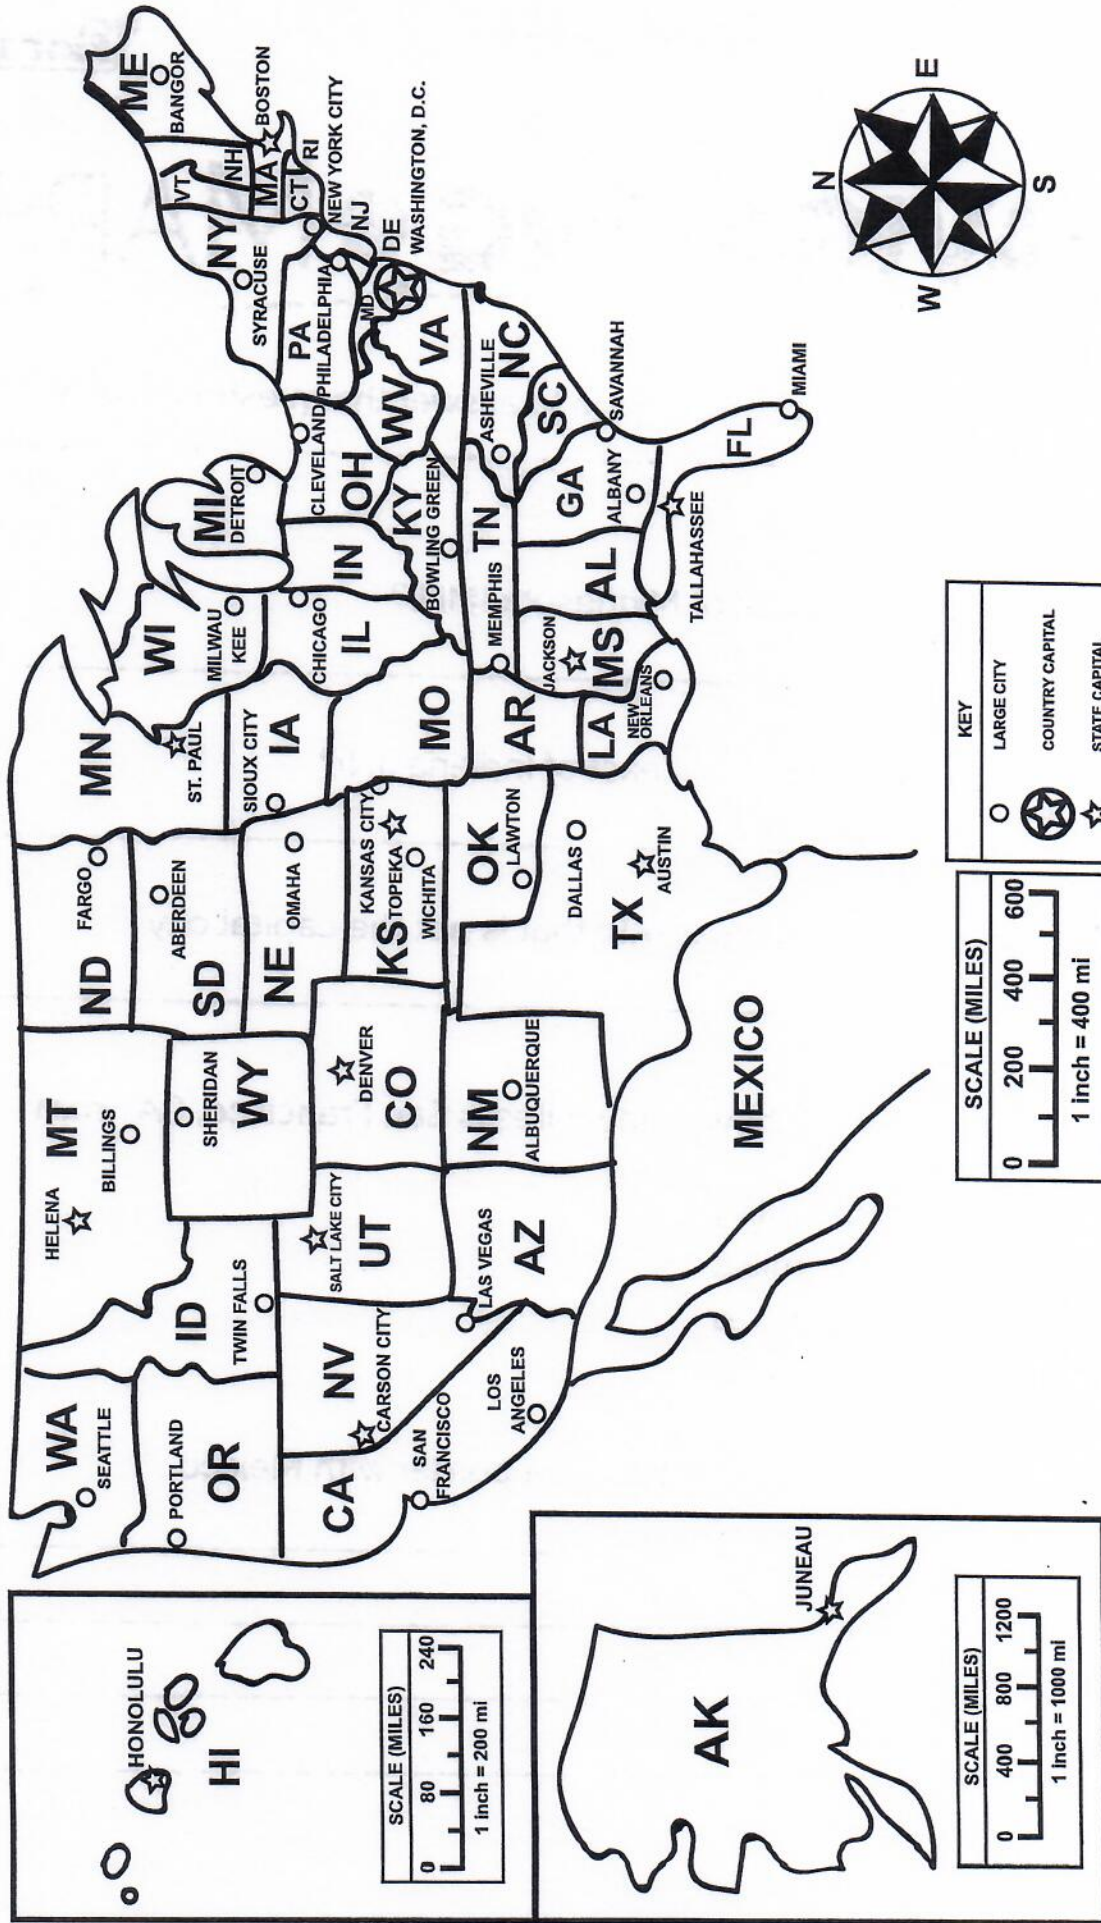 WA
SEATTLE
PORTLAND
OR
ID
TWIN FALLS
HELENA
MT
BILLINGS
SHERIDAN
WY
ND
FARGO
ABERDEEN
SD
NE
OMAHA
MN
ST. PAUL
SIOUX CITY
IA
WI
MILWAU
KEE
MI
DETROIT
CHICAGO
IL
IN
CLEVELAND
OH
ME
BANGOR
VT
NH
BOSTON
MA
CT
RI
NY
SYRACUSE
NEW YORK CITY
PA
PHILADELPHIA
NJ
DE
MD
WASHINGTON, D.C.
WV
VA
KY
BOWLING GREEN
CA
SAN
FRANCISCO
LOS
ANGELES
NV
CARSON CITY
LAS VEGAS
SALT LAKE CITY
UT
AZ
DENVER
CO
NM
ALBUQUERQUE
KANSAS CITY
TOPEKA
KS
WICHITA
MO
OK
LAWTON
DALLAS
TX
AUSTIN
AR
LA
NEW
ORLEANS
MEMPHIS
TN
JACKSON
MS
AL
ASHEVILLE
NC
SC
GA
ALBANY
SAVANNAH
TALLAHASSEE
FL
MIAMI
MEXICO
HONOLULU
HI
SCALE (MILES)
0 80 160 240
1 inch = 200 mi
AK
JUNEAU
SCALE (MILES)
0 400 800 1200
1 inch = 1000 mi
SCALE (MILES)
0 200 400 600
1 inch = 400 mi
KEY
LARGE CITY
COUNTRY CAPITAL
STATE CAPITAL
N
E
S
W